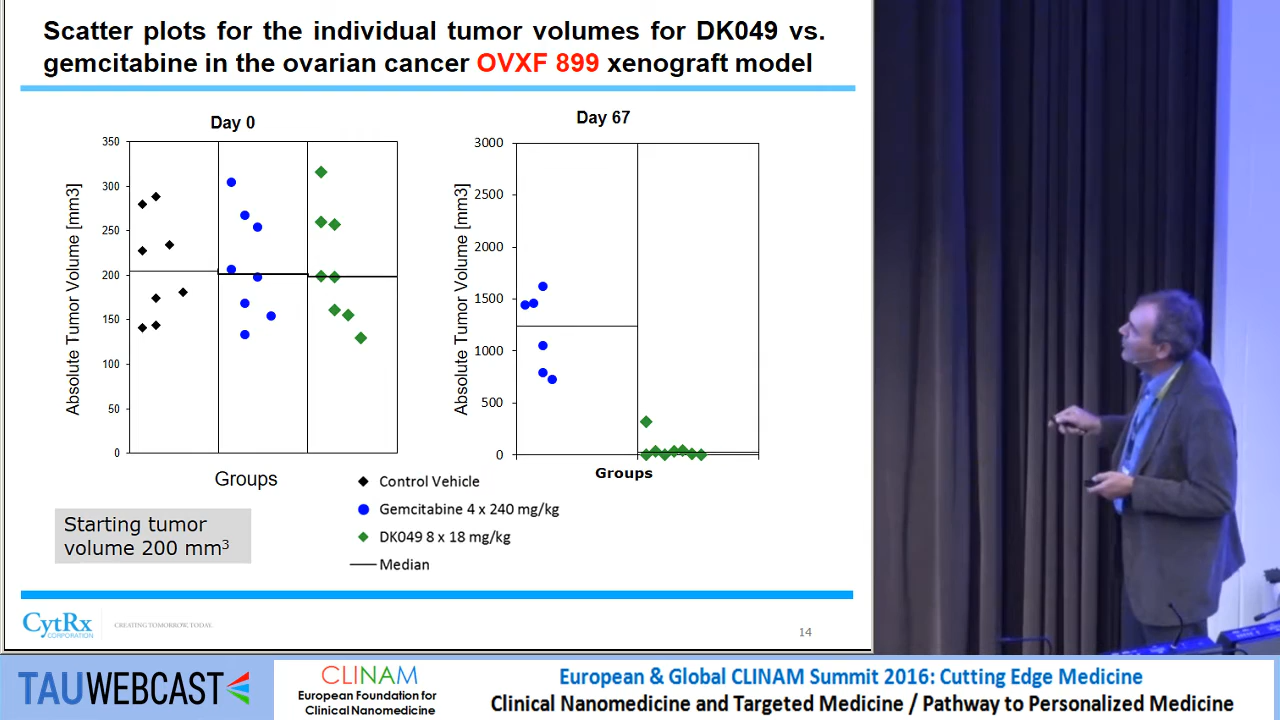 Scatter plots for the individual tumor volumes for DK049 vs.
gemcitabine in the ovarian cancer OVXF 899 xenograft model
Day 0
350
300
250
200
150
100
50
0
Absolute Tumor Volume [mm3]
Groups
Day 67
3000
2500
2000
1500
1000
500
0
Absolute Tumor Volume [mm3]
Groups
Control Vehicle
Gemcitabine 4 x 240 mg/kg
DK049 8 x 18 mg/kg
Median
Starting tumor
volume 200 mm³
CytRx
CORPORATION
CREATING TOMORROW, TODAY.
14
TAUWEBCAST
CLINAM
European Foundation for
Clinical Nanomedicine
European & Global CLINAM Summit 2016: Cutting Edge Medicine
Clinical Nanomedicine and Targeted Medicine / Pathway to Personalized Medicine